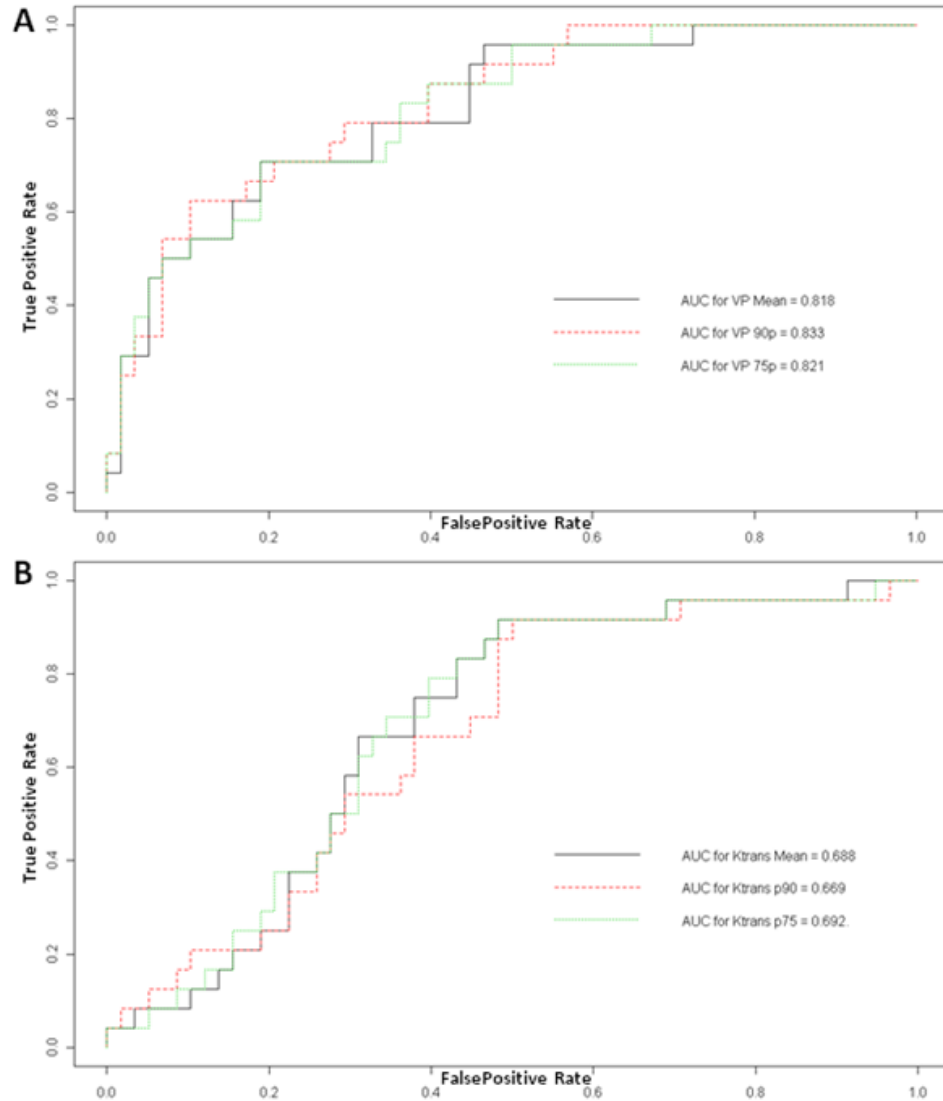 A
True Positive Rate
1.0
0.8
0.6
0.4
0.2
0.0
AUC for VP Mean = 0.818
AUC for VP 90p = 0.833
AUC for VP 75p = 0.821
0.0 0.2 0.4 0.6 0.8 1.0
FalsePositive Rate
B
True Positive Rate
1.0
0.8
0.6
0.4
0.2
0.0
AUC for Ktrans Mean = 0.688
AUC for Ktrans p90 = 0.669
AUC for Ktrans p75 = 0.692.
0.0 0.2 0.4 0.6 0.8 1.0
FalsePositive Rate